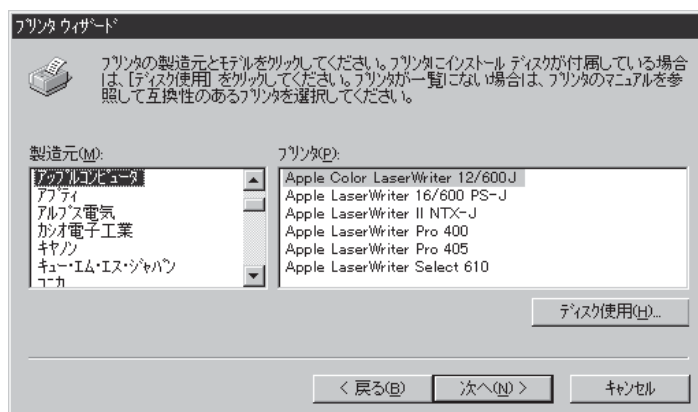 プリンタ ウィザード
プリンタの製造元とモデルをクリックしてください。プリンタにインストール ディスクが付属している場合
は、[ディスク使用] をクリックしてください。プリンタが一覧にない場合は、プリンタのマニュアルを参
照して互換性のあるプリンタを選択してください。
製造元(M):
アップルコンピュータ
アプティ
アルプス電気
カシオ電子工業
キヤノン
キュー・エム・エス・ジャパン
コニカ
プリンタ(P):
Apple Color LaserWriter 12/600J
Apple LaserWriter 16/600 PS-J
Apple LaserWriter II NTX-J
Apple LaserWriter Pro 400
Apple LaserWriter Pro 405
Apple LaserWriter Select 610
ディスク使用(H)...
< 戻る(B)
次へ(N) >
キャンセル